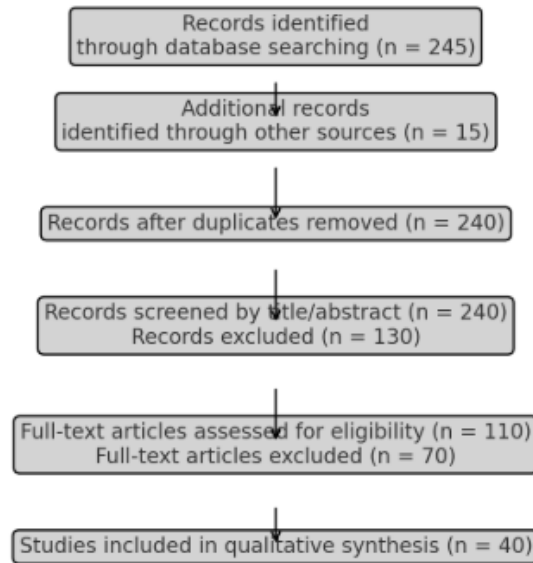 Records identified
through database searching (n = 245)
Additional records
identified through other sources (n = 15)
Records after duplicates removed (n = 240)
Records screened by title/abstract (n = 240)
Records excluded (n = 130)
Full-text articles assessed for eligibility (n = 110)
Full-text articles excluded (n = 70)
Studies included in qualitative synthesis (n = 40)